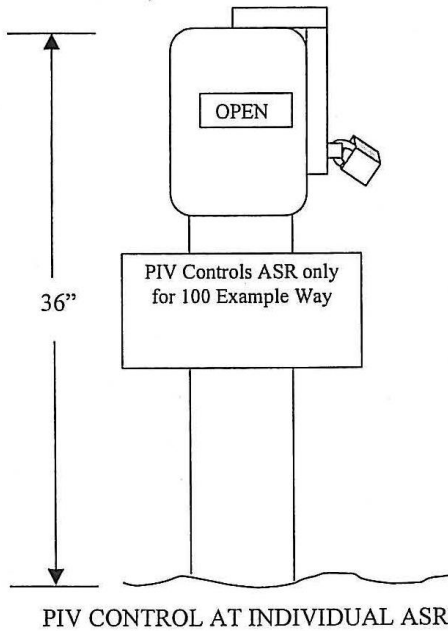 OPEN
PIV Controls ASR only
for 100 Example Way
36”
PIV CONTROL AT INDIVIDUAL ASR